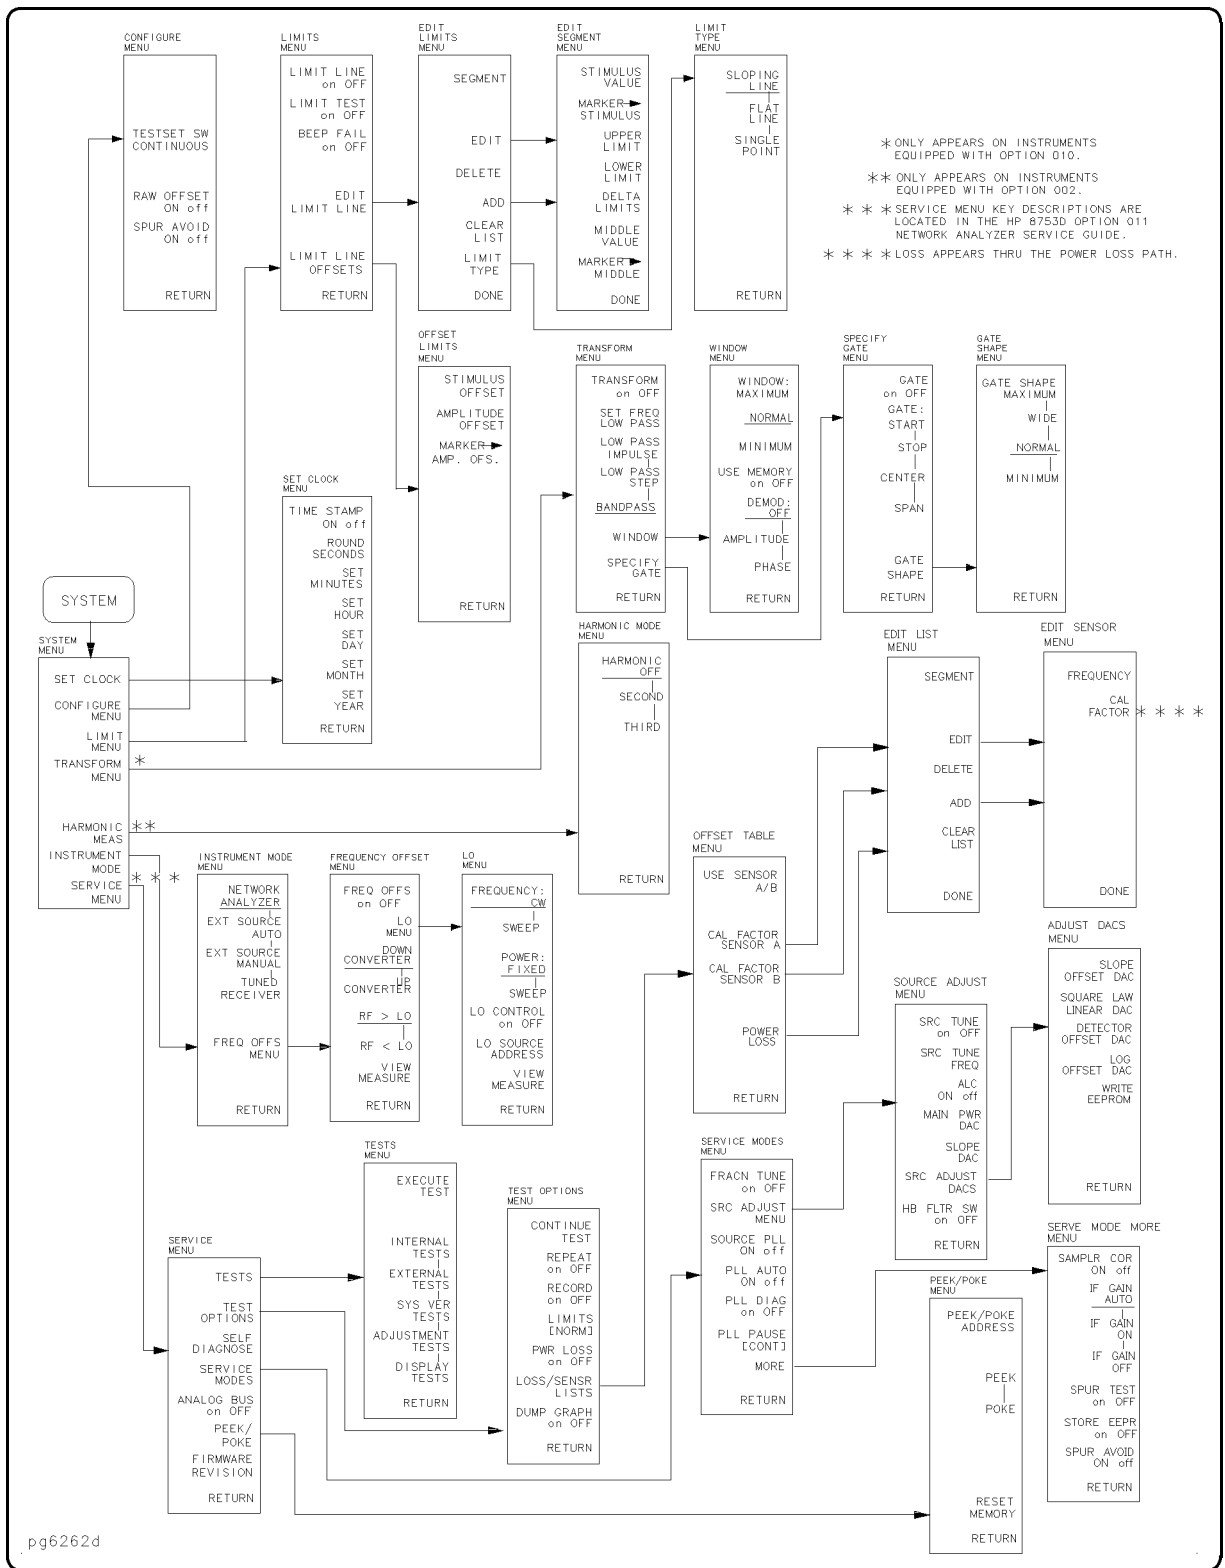 CONFIGURE
MENU
TESTSET SW
CONTINUOUS
RAW OFFSET
ON off
SPUR AVOID
ON off
RETURN
LIMITS
MENU
LIMIT LINE
on OFF
LIMIT TEST
on OFF
BEEP FAIL
on OFF
EDIT
LIMIT LINE
LIMIT LINE
OFFSETS
RETURN
EDIT
LIMITS
MENU
SEGMENT
EDIT
DELETE
ADD
CLEAR
LIST
LIMIT
TYPE
DONE
EDIT
SEGMENT
MENU
STIMULUS
VALUE
MARKER→
STIMULUS
UPPER
LIMIT
LOWER
LIMIT
DELTA
LIMITS
MIDDLE
VALUE
MARKER→
MIDDLE
DONE
LIMIT
TYPE
MENU
SLOPING
LINE
FLAT
LINE
SINGLE
POINT
RETURN
* ONLY APPEARS ON INSTRUMENTS
EQUIPPED WITH OPTION 010.
** ONLY APPEARS ON INSTRUMENTS
EQUIPPED WITH OPTION 002.
* * * SERVICE MENU KEY DESCRIPTIONS ARE
LOCATED IN THE HP 8753D OPTION 011
NETWORK ANALYZER SERVICE GUIDE.
* * * * LOSS APPEARS THRU THE POWER LOSS PATH.
OFFSET
LIMITS
MENU
STIMULUS
OFFSET
AMPLITUDE
OFFSET
MARKER→
AMP. OFS.
RETURN
TRANSFORM
MENU
TRANSFORM
on OFF
SET FREQ
LOW PASS
LOW PASS
IMPULSE
LOW PASS
STEP
BANDPASS
WINDOW
SPECIFY
GATE
RETURN
WINDOW
MENU
WINDOW:
MAXIMUM
NORMAL
MINIMUM
USE MEMORY
on OFF
DEMOD:
OFF
AMPLITUDE
PHASE
RETURN
SPECIFY
GATE
MENU
GATE
on OFF
GATE:
START
STOP
CENTER
SPAN
GATE
SHAPE
RETURN
GATE
SHAPE
MENU
GATE SHAPE
MAXIMUM
WIDE
NORMAL
MINIMUM
RETURN
SET CLOCK
MENU
TIME STAMP
ON off
ROUND
SECONDS
SET
MINUTES
SET
HOUR
SET
DAY
SET
MONTH
SET
YEAR
RETURN
SYSTEM
SYSTEM
MENU
SET CLOCK
CONFIGURE
MENU
LIMIT
MENU
TRANSFORM *
MENU
HARMONIC **
MEAS
INSTRUMENT
MODE
SERVICE * * *
MENU
HARMONIC MODE
MENU
HARMONIC
OFF
SECOND
THIRD
RETURN
EDIT LIST
MENU
SEGMENT
EDIT
DELETE
ADD
CLEAR
LIST
DONE
EDIT SENSOR
MENU
FREQUENCY
CAL
FACTOR * * * *
DONE
INSTRUMENT MODE
MENU
NETWORK
ANALYZER
EXT SOURCE
AUTO
EXT SOURCE
MANUAL
TUNED
RECEIVER
FREQ OFFS
MENU
RETURN
FREQUENCY OFFSET
MENU
FREQ OFFS
on OFF
LO
MENU
DOWN
CONVERTER
UP
CONVERTER
RF > LO
RF < LO
VIEW
MEASURE
RETURN
LO
MENU
FREQUENCY:
CW
SWEEP
POWER:
FIXED
SWEEP
LO CONTROL
on OFF
LO SOURCE
ADDRESS
VIEW
MEASURE
RETURN
OFFSET TABLE
MENU
USE SENSOR
A/B
CAL FACTOR
SENSOR A
CAL FACTOR
SENSOR B
POWER
LOSS
RETURN
SOURCE ADJUST
MENU
SRC TUNE
on OFF
SRC TUNE
FREQ
ALC
ON off
MAIN PWR
DAC
SLOPE
DAC
SRC ADJUST
DACS
HB FLTR SW
on OFF
RETURN
ADJUST DACS
MENU
SLOPE
OFFSET DAC
SQUARE LAW
LINEAR DAC
DETECTOR
OFFSET DAC
LOG
OFFSET DAC
WRITE
EEPROM
RETURN
SERVICE
MENU
TESTS
TEST
OPTIONS
SELF
DIAGNOSE
SERVICE
MODES
ANALOG BUS
on OFF
PEEK/
POKE
FIRMWARE
REVISION
RETURN
TESTS
MENU
EXECUTE
TEST
INTERNAL
TESTS
EXTERNAL
TESTS
SYS VER
TESTS
ADJUSTMENT
TESTS
DISPLAY
TESTS
RETURN
TEST OPTIONS
MENU
CONTINUE
TEST
REPEAT
on OFF
RECORD
on OFF
LIMITS
[NORM]
PWR LOSS
on OFF
LOSS/SENSR
LISTS
DUMP GRAPH
on OFF
RETURN
SERVICE MODES
MENU
FRACN TUNE
on OFF
SRC ADJUST
MENU
SOURCE PLL
ON off
PLL AUTO
ON off
PLL DIAG
on OFF
PLL PAUSE
[CONT]
MORE
RETURN
PEEK/POKE
MENU
PEEK/POKE
ADDRESS
PEEK
POKE
RESET
MEMORY
RETURN
SERVE MODE MORE
MENU
SAMPLR COR
ON off
IF GAIN
AUTO
IF GAIN
ON
IF GAIN
OFF
SPUR TEST
on OFF
STORE EEPR
on OFF
SPUR AVOID
ON off
RETURN
pg6262d